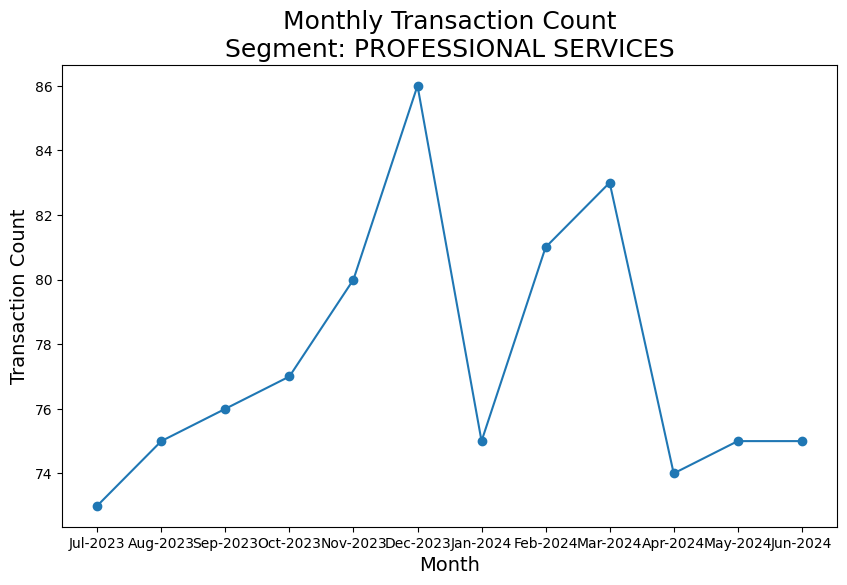 Monthly Transaction Count
Segment: PROFESSIONAL SERVICES
Transaction Count
86
84
82
80
78
76
74
Jul-2023 Aug-2023 Sep-2023 Oct-2023 Nov-2023 Dec-2023 Jan-2024 Feb-2024 Mar-2024 Apr-2024 May-2024 Jun-2024
Month